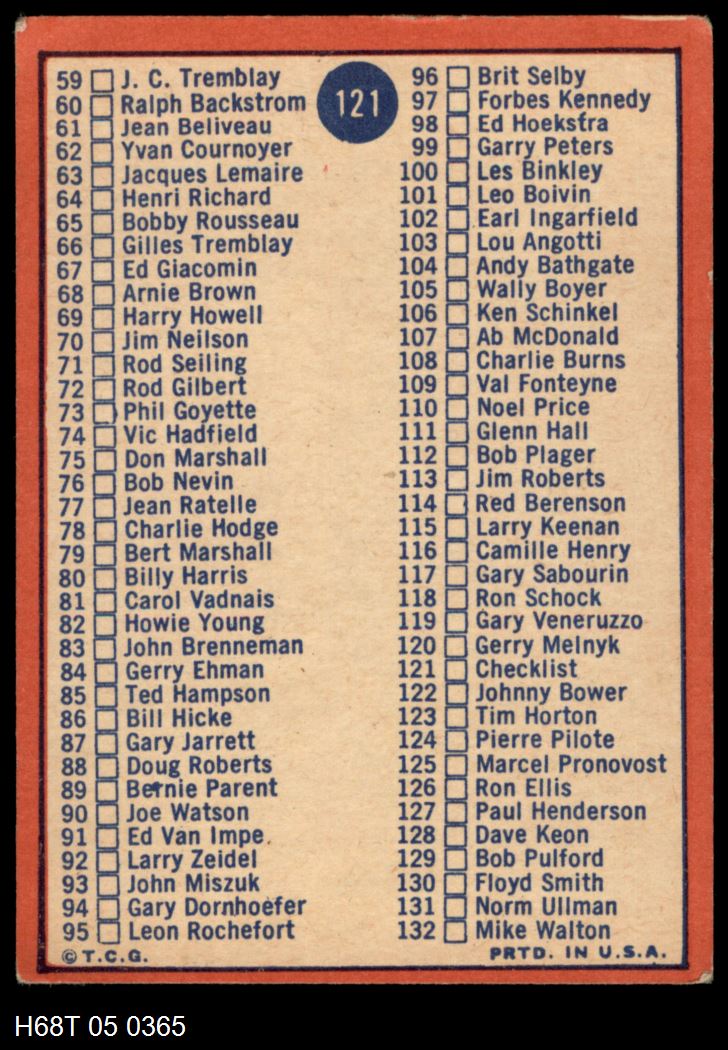 121
59 J. C. Tremblay
60 Ralph Backstrom
61 Jean Beliveau
62 Yvan Cournoyer
63 Jacques Lemaire
64 Henri Richard
65 Bobby Rousseau
66 Gilles Tremblay
67 Ed Giacomin
68 Arnie Brown
69 Harry Howell
70 Jim Neilson
71 Rod Seiling
72 Rod Gilbert
73 Phil Goyette
74 Vic Hadfield
75 Don Marshall
76 Bob Nevin
77 Jean Ratelle
78 Charlie Hodge
79 Bert Marshall
80 Billy Harris
81 Carol Vadnais
82 Howie Young
83 John Brenneman
84 Gerry Ehman
85 Ted Hampson
86 Bill Hicke
87 Gary Jarrett
88 Doug Roberts
89 Bernie Parent
90 Joe Watson
91 Ed Van Impe
92 Larry Zeidel
93 John Miszuk
94 Gary Dornhoefer
95 Leon Rochefort
©T.C.G.
96 Brit Selby
97 Forbes Kennedy
98 Ed Hoekstra
99 Garry Peters
100 Les Binkley
101 Leo Boivin
102 Earl Ingarfield
103 Lou Angotti
104 Andy Bathgate
105 Wally Boyer
106 Ken Schinkel
107 Ab McDonald
108 Charlie Burns
109 Val Fonteyne
110 Noel Price
111 Glenn Hall
112 Bob Plager
113 Jim Roberts
114 Red Berenson
115 Larry Keenan
116 Camille Henry
117 Gary Sabourin
118 Ron Schock
119 Gary Veneruzzo
120 Gerry Melnyk
121 Checklist
122 Johnny Bower
123 Tim Horton
124 Pierre Pilote
125 Marcel Pronovost
126 Ron Ellis
127 Paul Henderson
128 Dave Keon
129 Bob Pulford
130 Floyd Smith
131 Norm Ullman
132 Mike Walton
PRTD. IN U.S.A.
H68T 05 0365